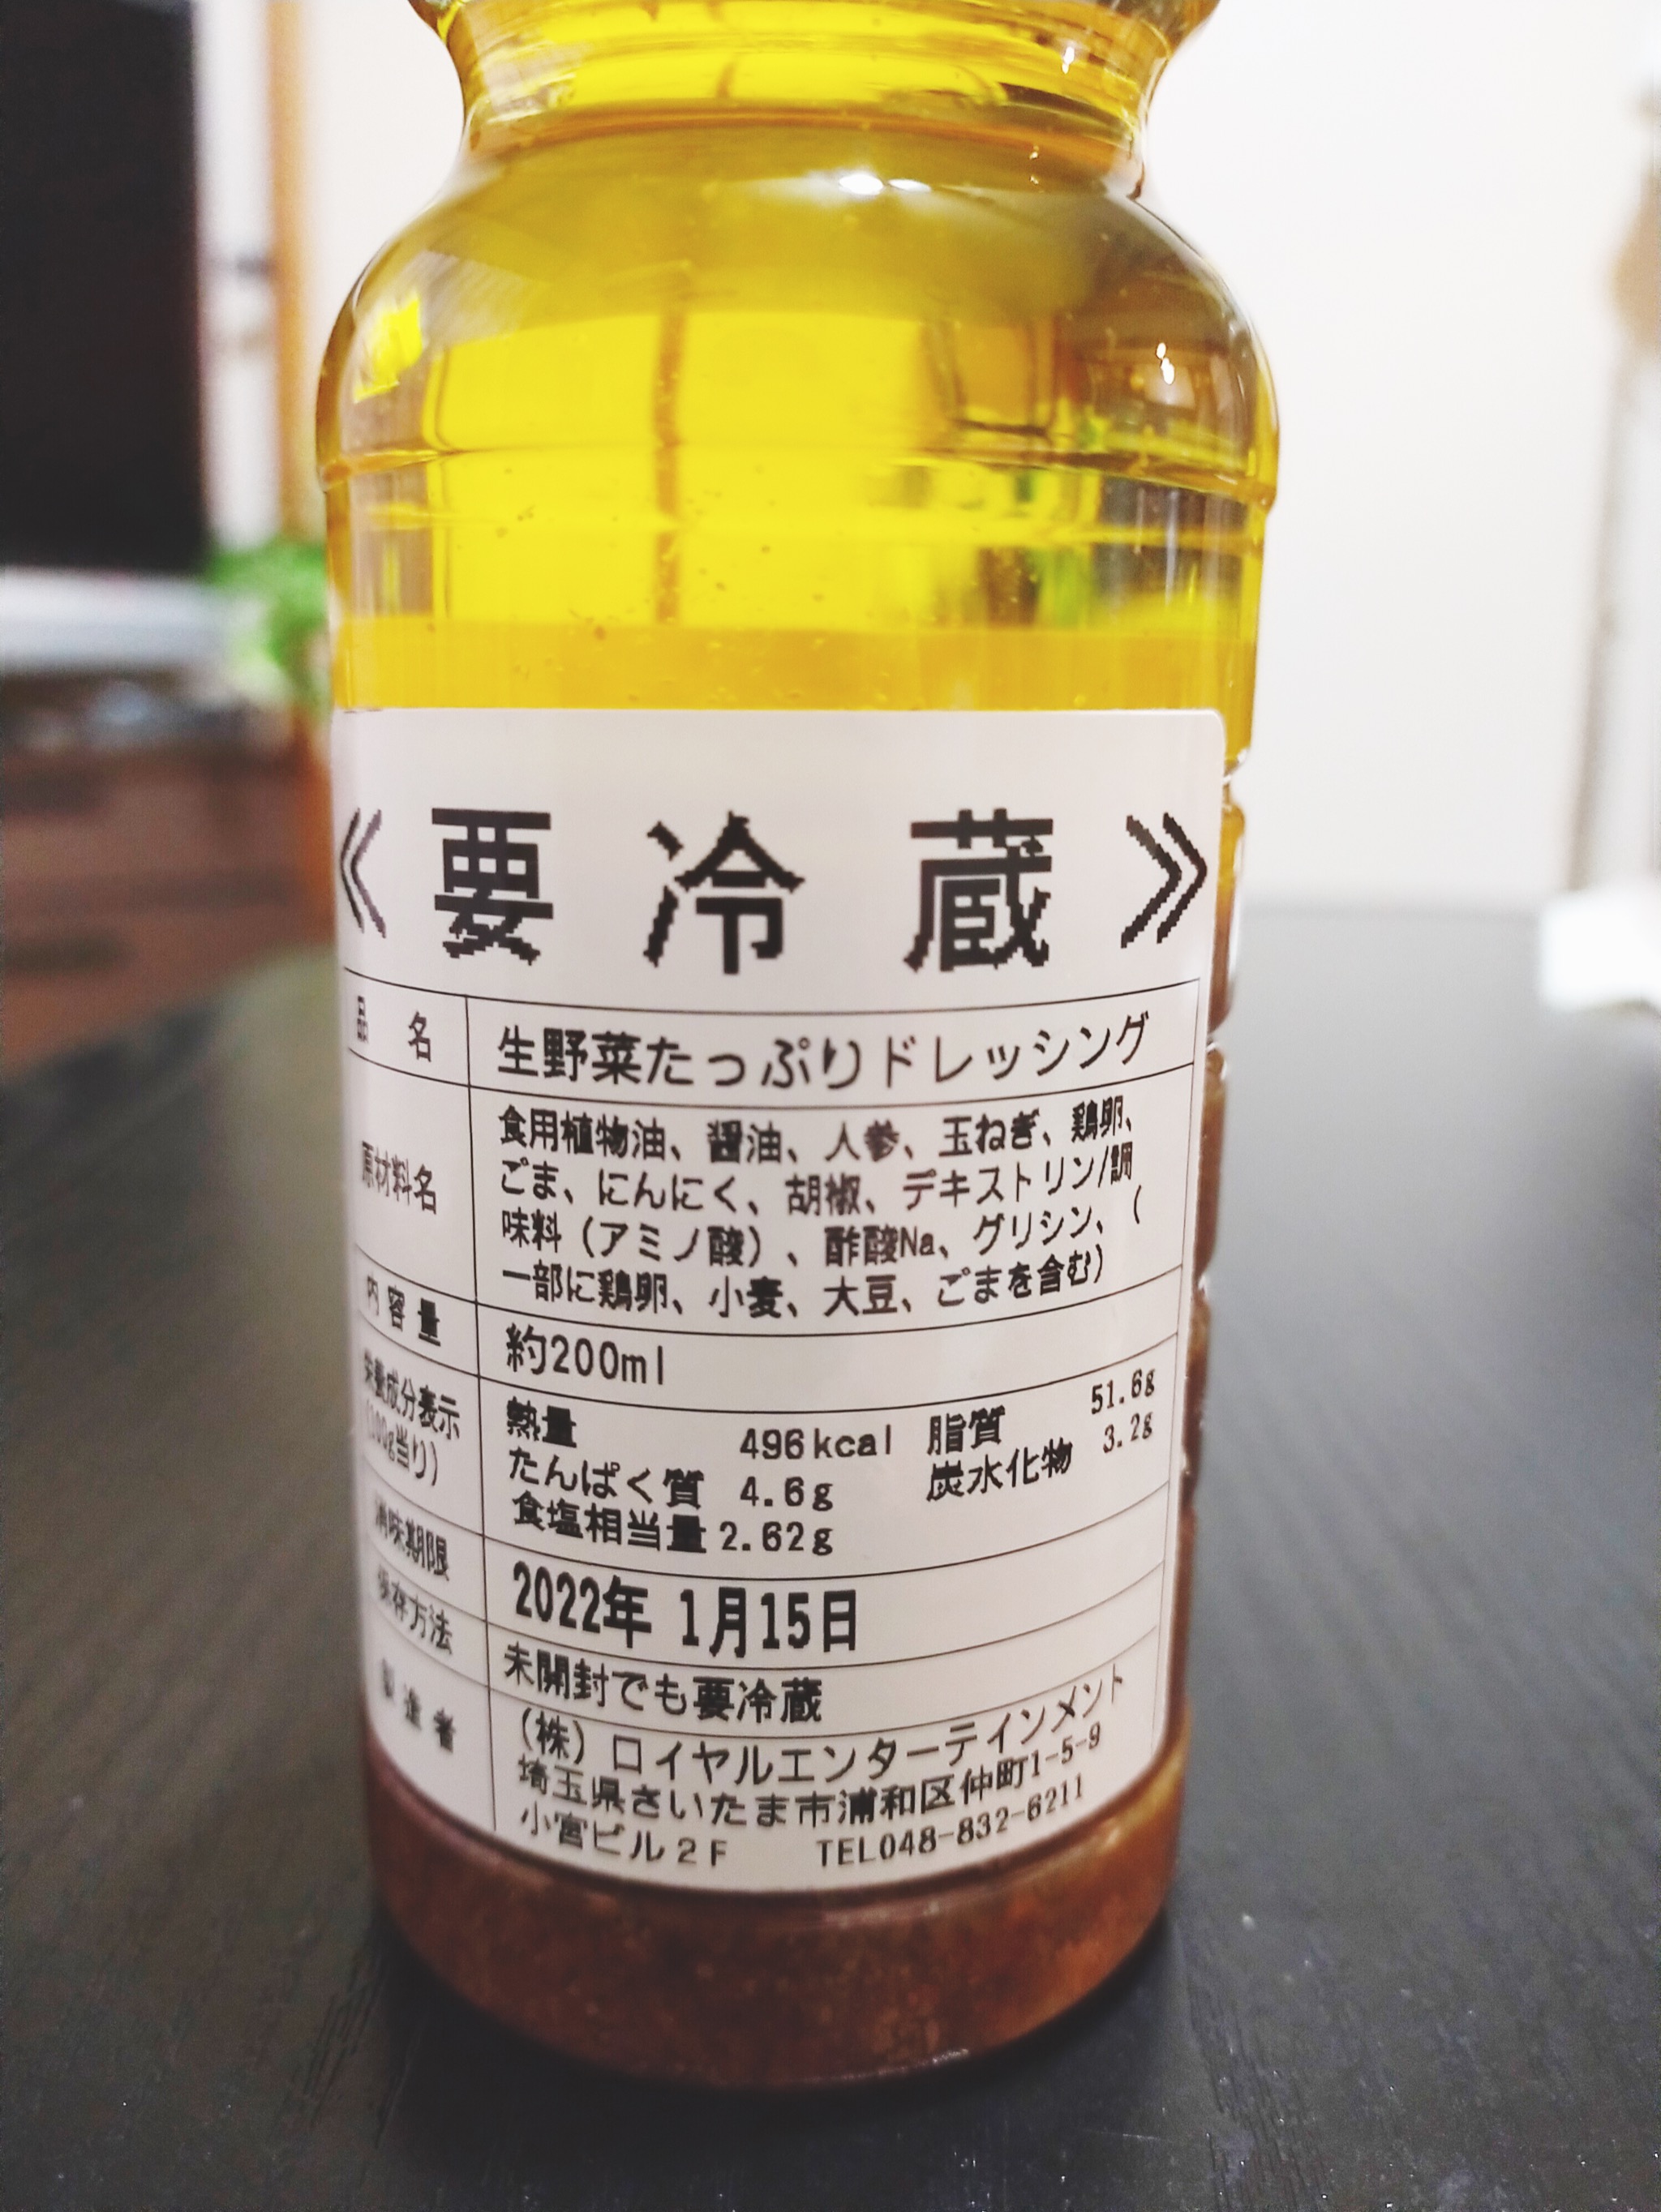 《要冷蔵》
品名 生野菜たっぷりドレッシング
原材料名 食用植物油、醤油、人参、玉ねぎ、鶏卵、
ごま、にんにく、胡椒、デキストリン/調
味料（アミノ酸）、酢酸Na、グリシン、（
一部に鶏卵、小麦、大豆、ごまを含む）
内容量 約200ml
栄養成分表示
(100g当り)
熱量 496kcal 脂質 51.6g
たんぱく質 4.6g 炭水化物 3.2g
食塩相当量 2.62g
消味期限 2022年 1月15日
保存方法 未開封でも要冷蔵
製造者 （株）ロイヤルエンターテインメント
埼玉県さいたま市浦和区仲町1-5-9
小宮ビル2F TEL048-832-6211